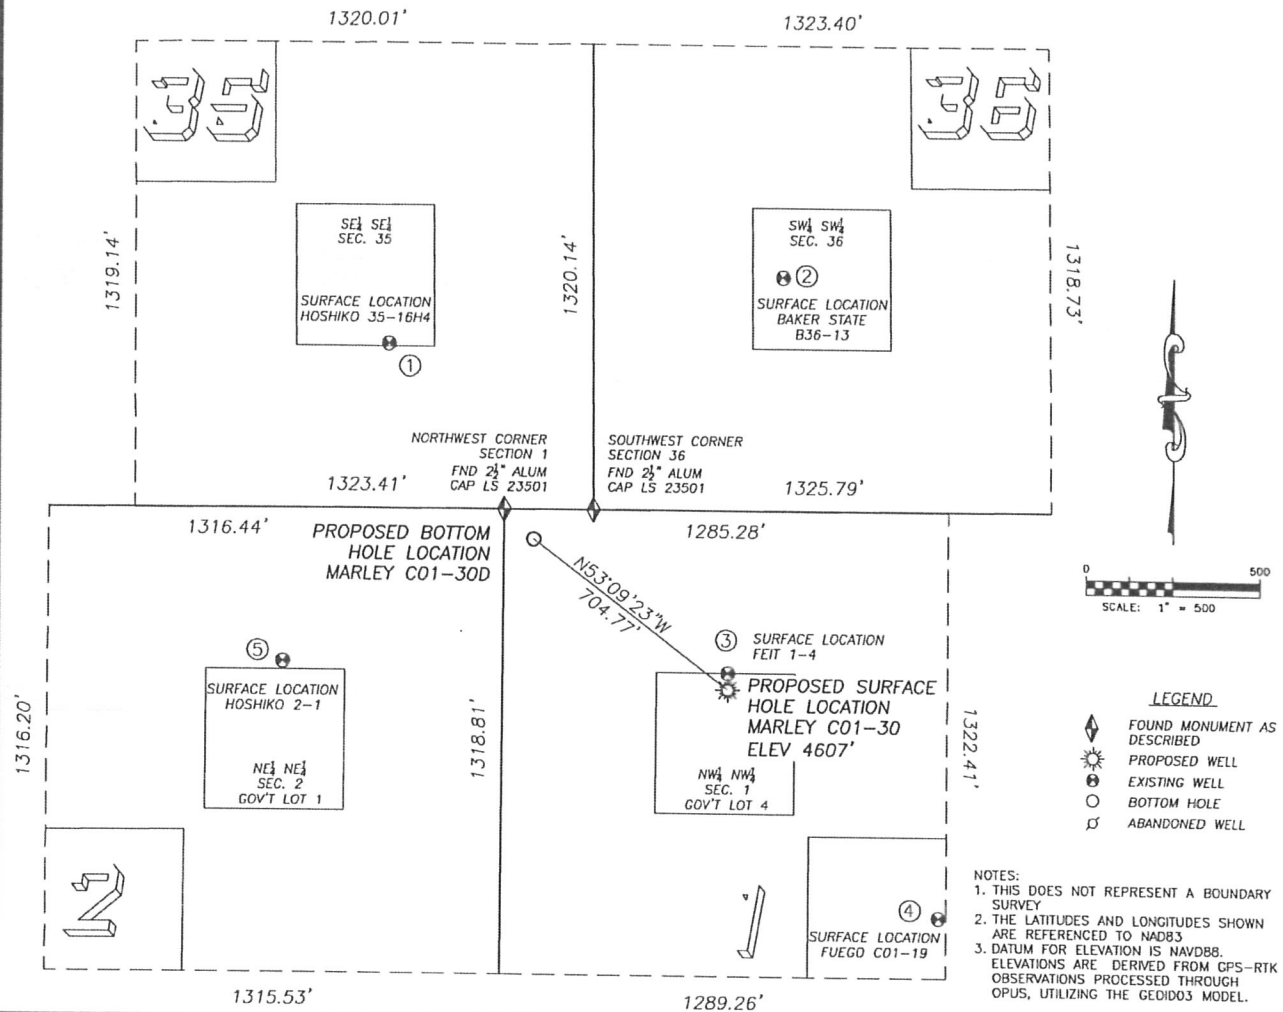 1320.01'
1323.40'
35
36
SE¼ SE¼
SEC. 35
SURFACE LOCATION
HOSHIKO 35-16H4
1
SW¼ SW¼
SEC. 36
2
SURFACE LOCATION
BAKER STATE
B36-13
1319.14'
1320.14'
1318.73'
NORTHWEST CORNER
SECTION 1
FND 2½" ALUM
CAP LS 23501
SOUTHWEST CORNER
SECTION 36
FND 2½" ALUM
CAP LS 23501
1323.41'
1325.79'
1316.44'
1285.28'
PROPOSED BOTTOM
HOLE LOCATION
MARLEY C01-30D
N53°09'23"W
704.77'
0
500
SCALE: 1" = 500
5
SURFACE LOCATION
HOSHIKO 2-1
NE¼ NE¼
SEC. 2
GOV'T LOT 1
3
SURFACE LOCATION
FEIT 1-4
PROPOSED SURFACE
HOLE LOCATION
MARLEY C01-30
ELEV 4607'
NW¼ NW¼
SEC. 1
GOV'T LOT 4
1316.20'
1318.81'
1322.41'
2
1
4
SURFACE LOCATION
FUEGO C01-19
1315.53'
1289.26'
LEGEND
FOUND MONUMENT AS
DESCRIBED
PROPOSED WELL
EXISTING WELL
BOTTOM HOLE
ABANDONED WELL
NOTES:
1. THIS DOES NOT REPRESENT A BOUNDARY
SURVEY
2. THE LATITUDES AND LONGITUDES SHOWN
ARE REFERENCED TO NAD83
3. DATUM FOR ELEVATION IS NAVD88.
ELEVATIONS ARE DERIVED FROM GPS-RTK
OBSERVATIONS PROCESSED THROUGH
OPUS, UTILIZING THE GEOID03 MODEL.